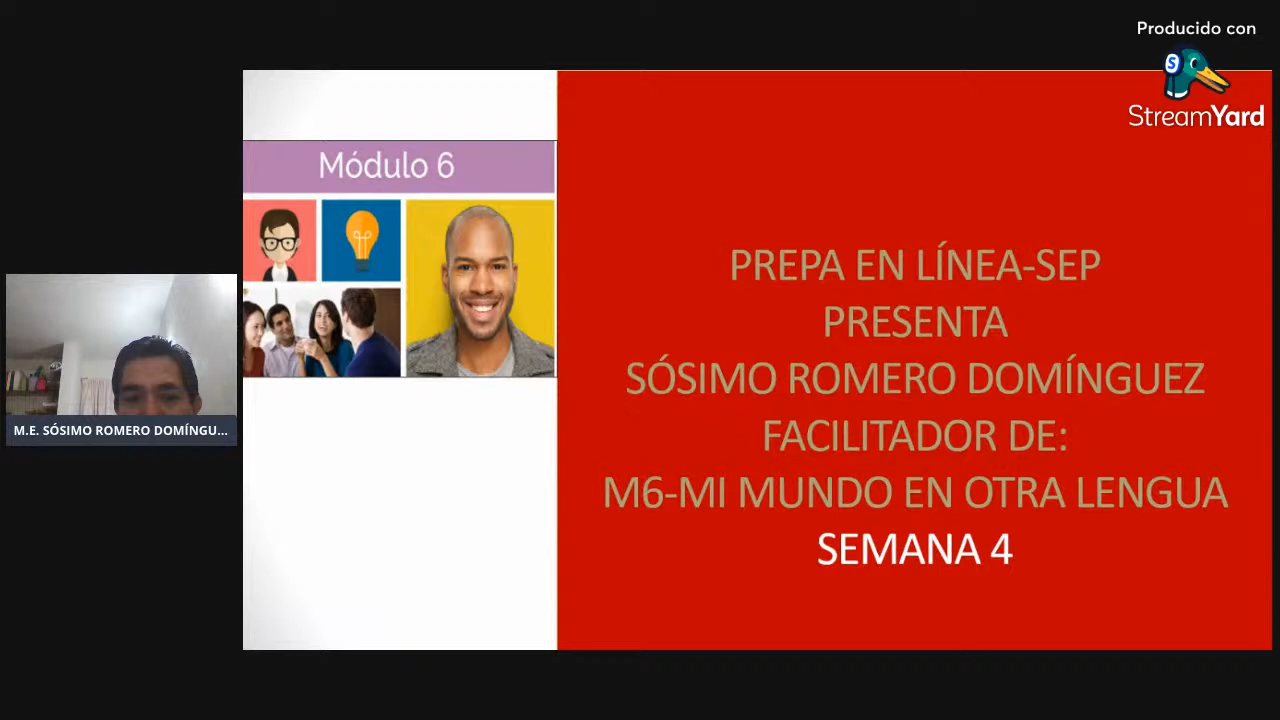 Producido con
S
StreamYard
Módulo 6
PREPA EN LÍNEA-SEP
PRESENTA
SÓSIMO ROMERO DOMÍNGUEZ
FACILITADOR DE:
M6-MI MUNDO EN OTRA LENGUA
SEMANA 4
M.E. SÓSIMO ROMERO DOMÍNGU...